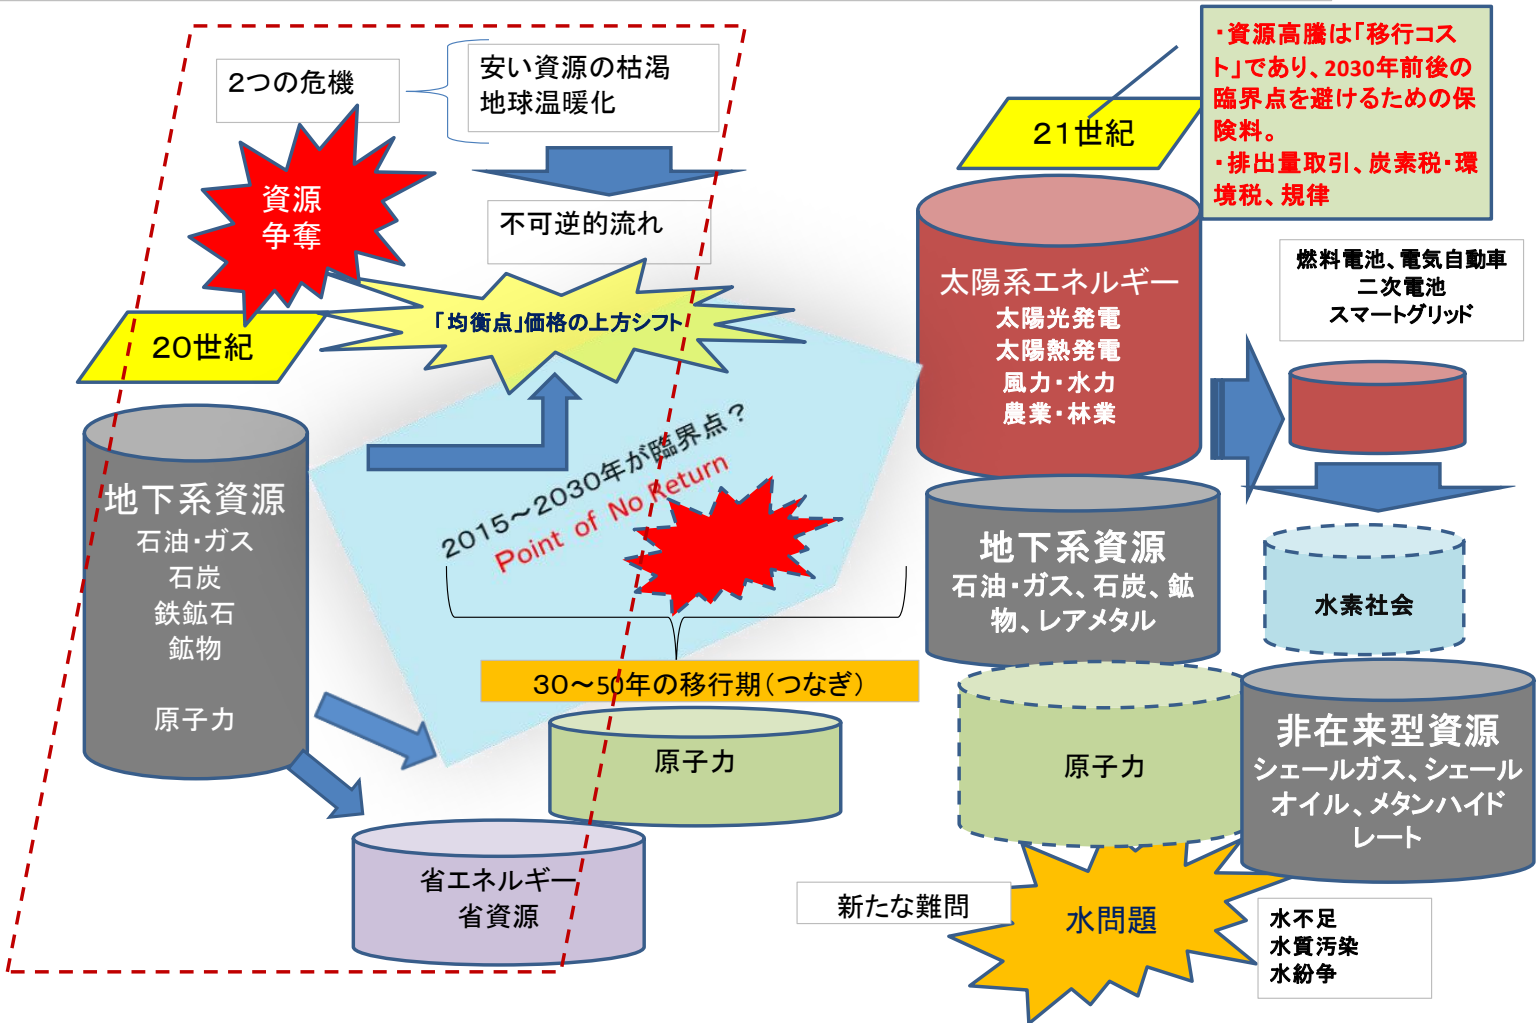 2つの危機
安い資源の枯渇
地球温暖化
資源
争奪
不可逆的流れ
「均衡点」価格の上方シフト
20世紀
地下系資源
石油・ガス
石炭
鉄鉱石
鉱物
原子力
2015～2030年が臨界点？
Point of No Return
30～50年の移行期（つなぎ）
原子力
省エネルギー
省資源
21世紀
・資源高騰は「移行コス
ト」であり、2030年前後の
臨界点を避けるための保
険料。
・排出量取引、炭素税・環
境税、規律
太陽系エネルギー
太陽光発電
太陽熱発電
風力・水力
農業・林業
燃料電池、電気自動車
二次電池
スマートグリッド
地下系資源
石油・ガス、石炭、鉱
物、レアメタル
水素社会
原子力
非在来型資源
シェールガス、シェール
オイル、メタンハイド
レート
新たな難問
水問題
水不足
水質汚染
水紛争